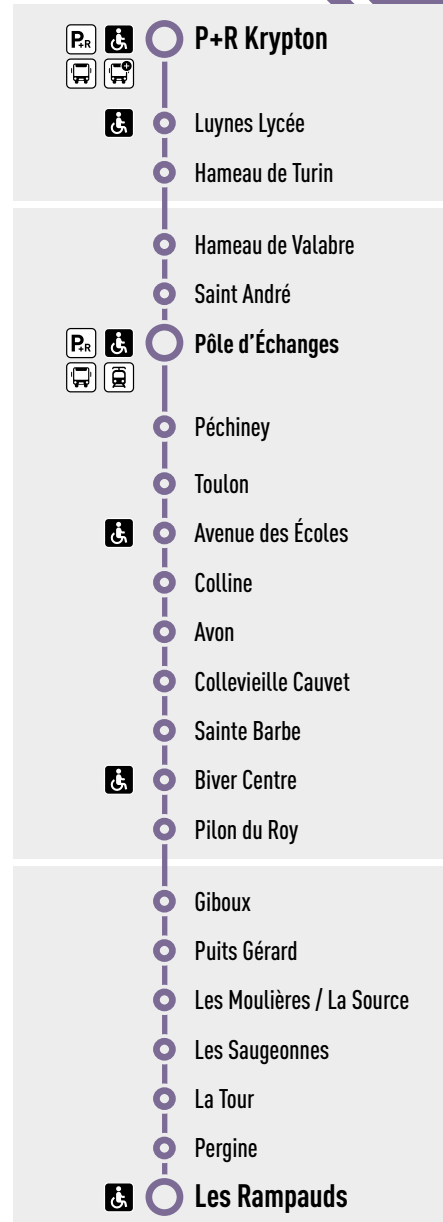 P+R P+R Krypton
Luynes Lycée
Hameau de Turin
Hameau de Valabre
Saint André
P+R Pôle d'Échanges
Péchiney
Toulon
Avenue des Écoles
Colline
Avon
Collevieille Cauvet
Sainte Barbe
Biver Centre
Pilon du Roy
Giboux
Puits Gérard
Les Moulières / La Source
Les Saugeonnes
La Tour
Pergine
Les Rampauds